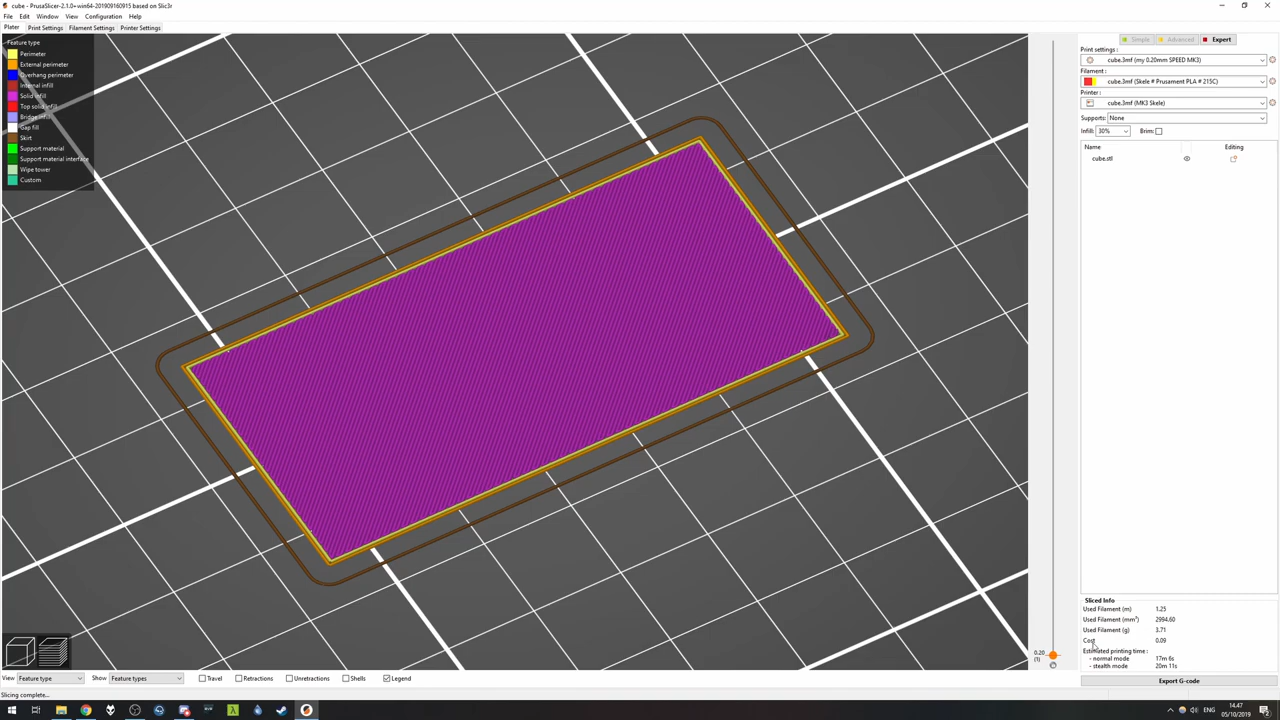 cube - PrusaSlicer-2.1.0+win64-201909160915 based on Slic3r
File Edit Window View Configuration Help
Plater Print Settings Filament Settings Printer Settings
Feature type
Perimeter
External perimeter
Overhang perimeter
Internal infill
Solid infill
Top solid infill
Bridge infill
Gap fill
Skirt
Support material
Support material interface
Wipe tower
Custom
Simple Advanced Expert
Print settings :
cube.3mf (my 0.20mm SPEED MK3)
Filament :
cube.3mf (Skele # Prusament PLA # 215C)
Printer :
cube.3mf (MK3 Skele)
Supports: None
Infill: 30% Brim:
Name Editing
cube.stl
0.20
(1)
Sliced Info
Used Filament (m) 1.25
Used Filament (mm³) 2994.60
Used Filament (g) 3.71
Cost 0.09
Estimated printing time :
- normal mode 17m 6s
- stealth mode 20m 11s
View Feature type Show Feature types Travel Retractions Unretractions Shells Legend
Export G-code
Slicing complete...
ENG
14.47
05/10/2019